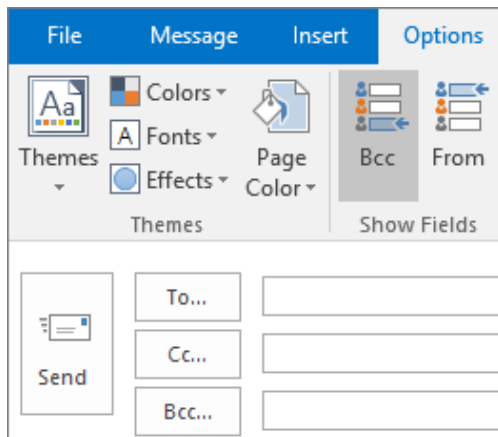 File Message Insert Options
Aa
Themes
Colors
A Fonts
Effects
Page
Color
Bcc
From
Themes
Show Fields
Send
To...
Cc...
Bcc...